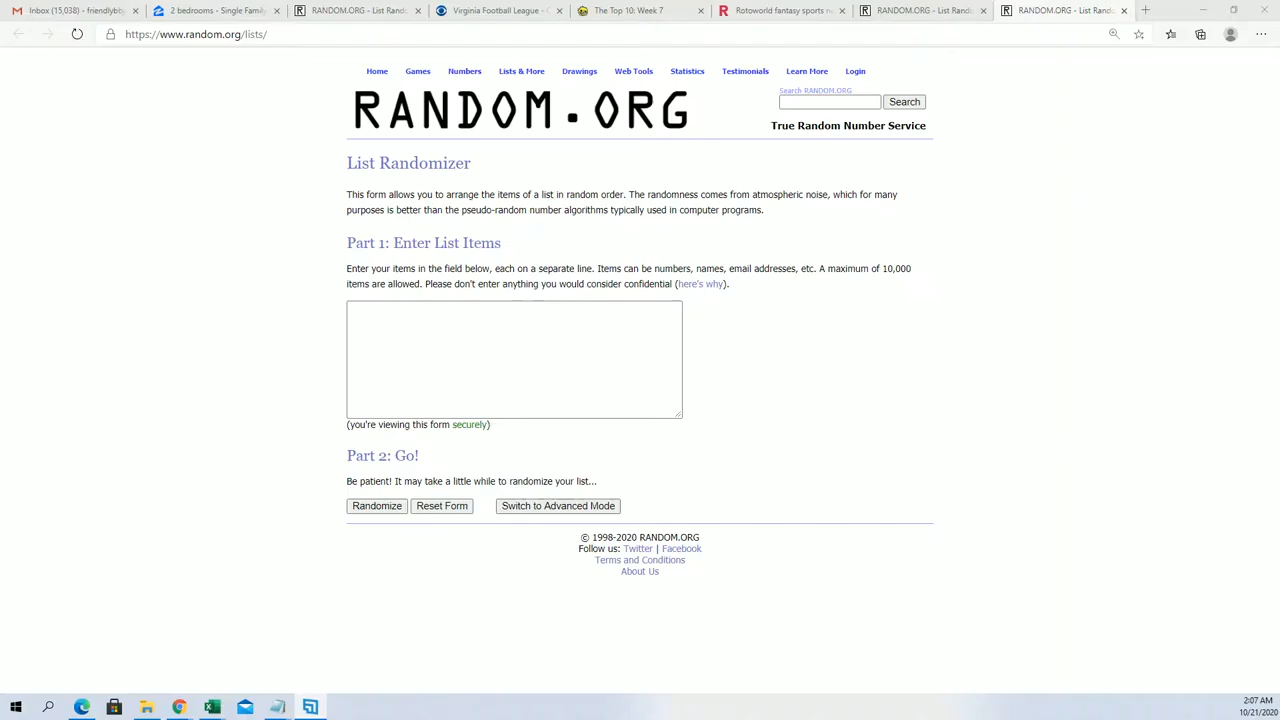 Inbox (15,038) - friendlyb
2 bedrooms - Single Family
RANDOM.ORG - List Rando
Virginia Football League - C
The Top 10: Week 7
Rotoworld fantasy sports ne
RANDOM.ORG - List Rando
RANDOM.ORG - List Rando
https://www.random.org/lists/
Home Games Numbers Lists & More Drawings Web Tools Statistics Testimonials Learn More Login
RANDOM.ORG
Search RANDOM.ORG
Search
True Random Number Service
List Randomizer
This form allows you to arrange the items of a list in random order. The randomness comes from atmospheric noise, which for many
purposes is better than the pseudo-random number algorithms typically used in computer programs.
Part 1: Enter List Items
Enter your items in the field below, each on a separate line. Items can be numbers, names, email addresses, etc. A maximum of 10,000
items are allowed. Please don't enter anything you would consider confidential (here's why).
(you're viewing this form securely)
Part 2: Go!
Be patient! It may take a little while to randomize your list...
Randomize Reset Form Switch to Advanced Mode
© 1998-2020 RANDOM.ORG
Follow us: Twitter | Facebook
Terms and Conditions
About Us
2:07 AM
10/21/2020